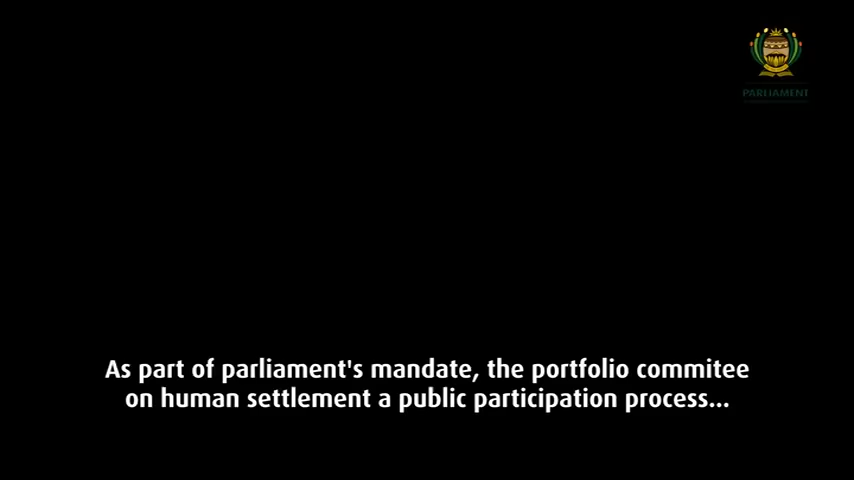 PARLIAMENT
As part of parliament's mandate, the portfolio commitee
on human settlement a public participation process...